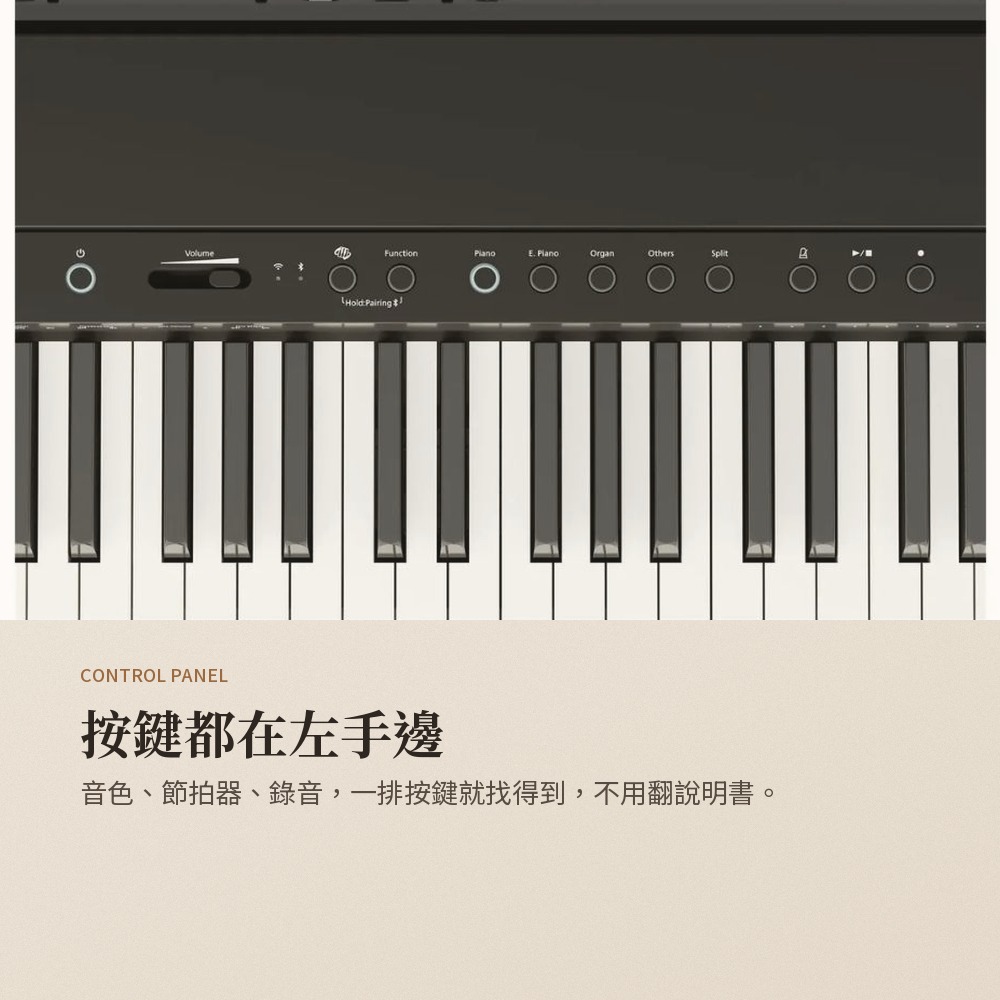 Volume
Function
Piano
E. Piano
Organ
Others
Split
Hold:Pairing
CONTROL PANEL
按鍵都在左手邊
音色、節拍器、錄音，一排按鍵就找得到，不用翻說明書。